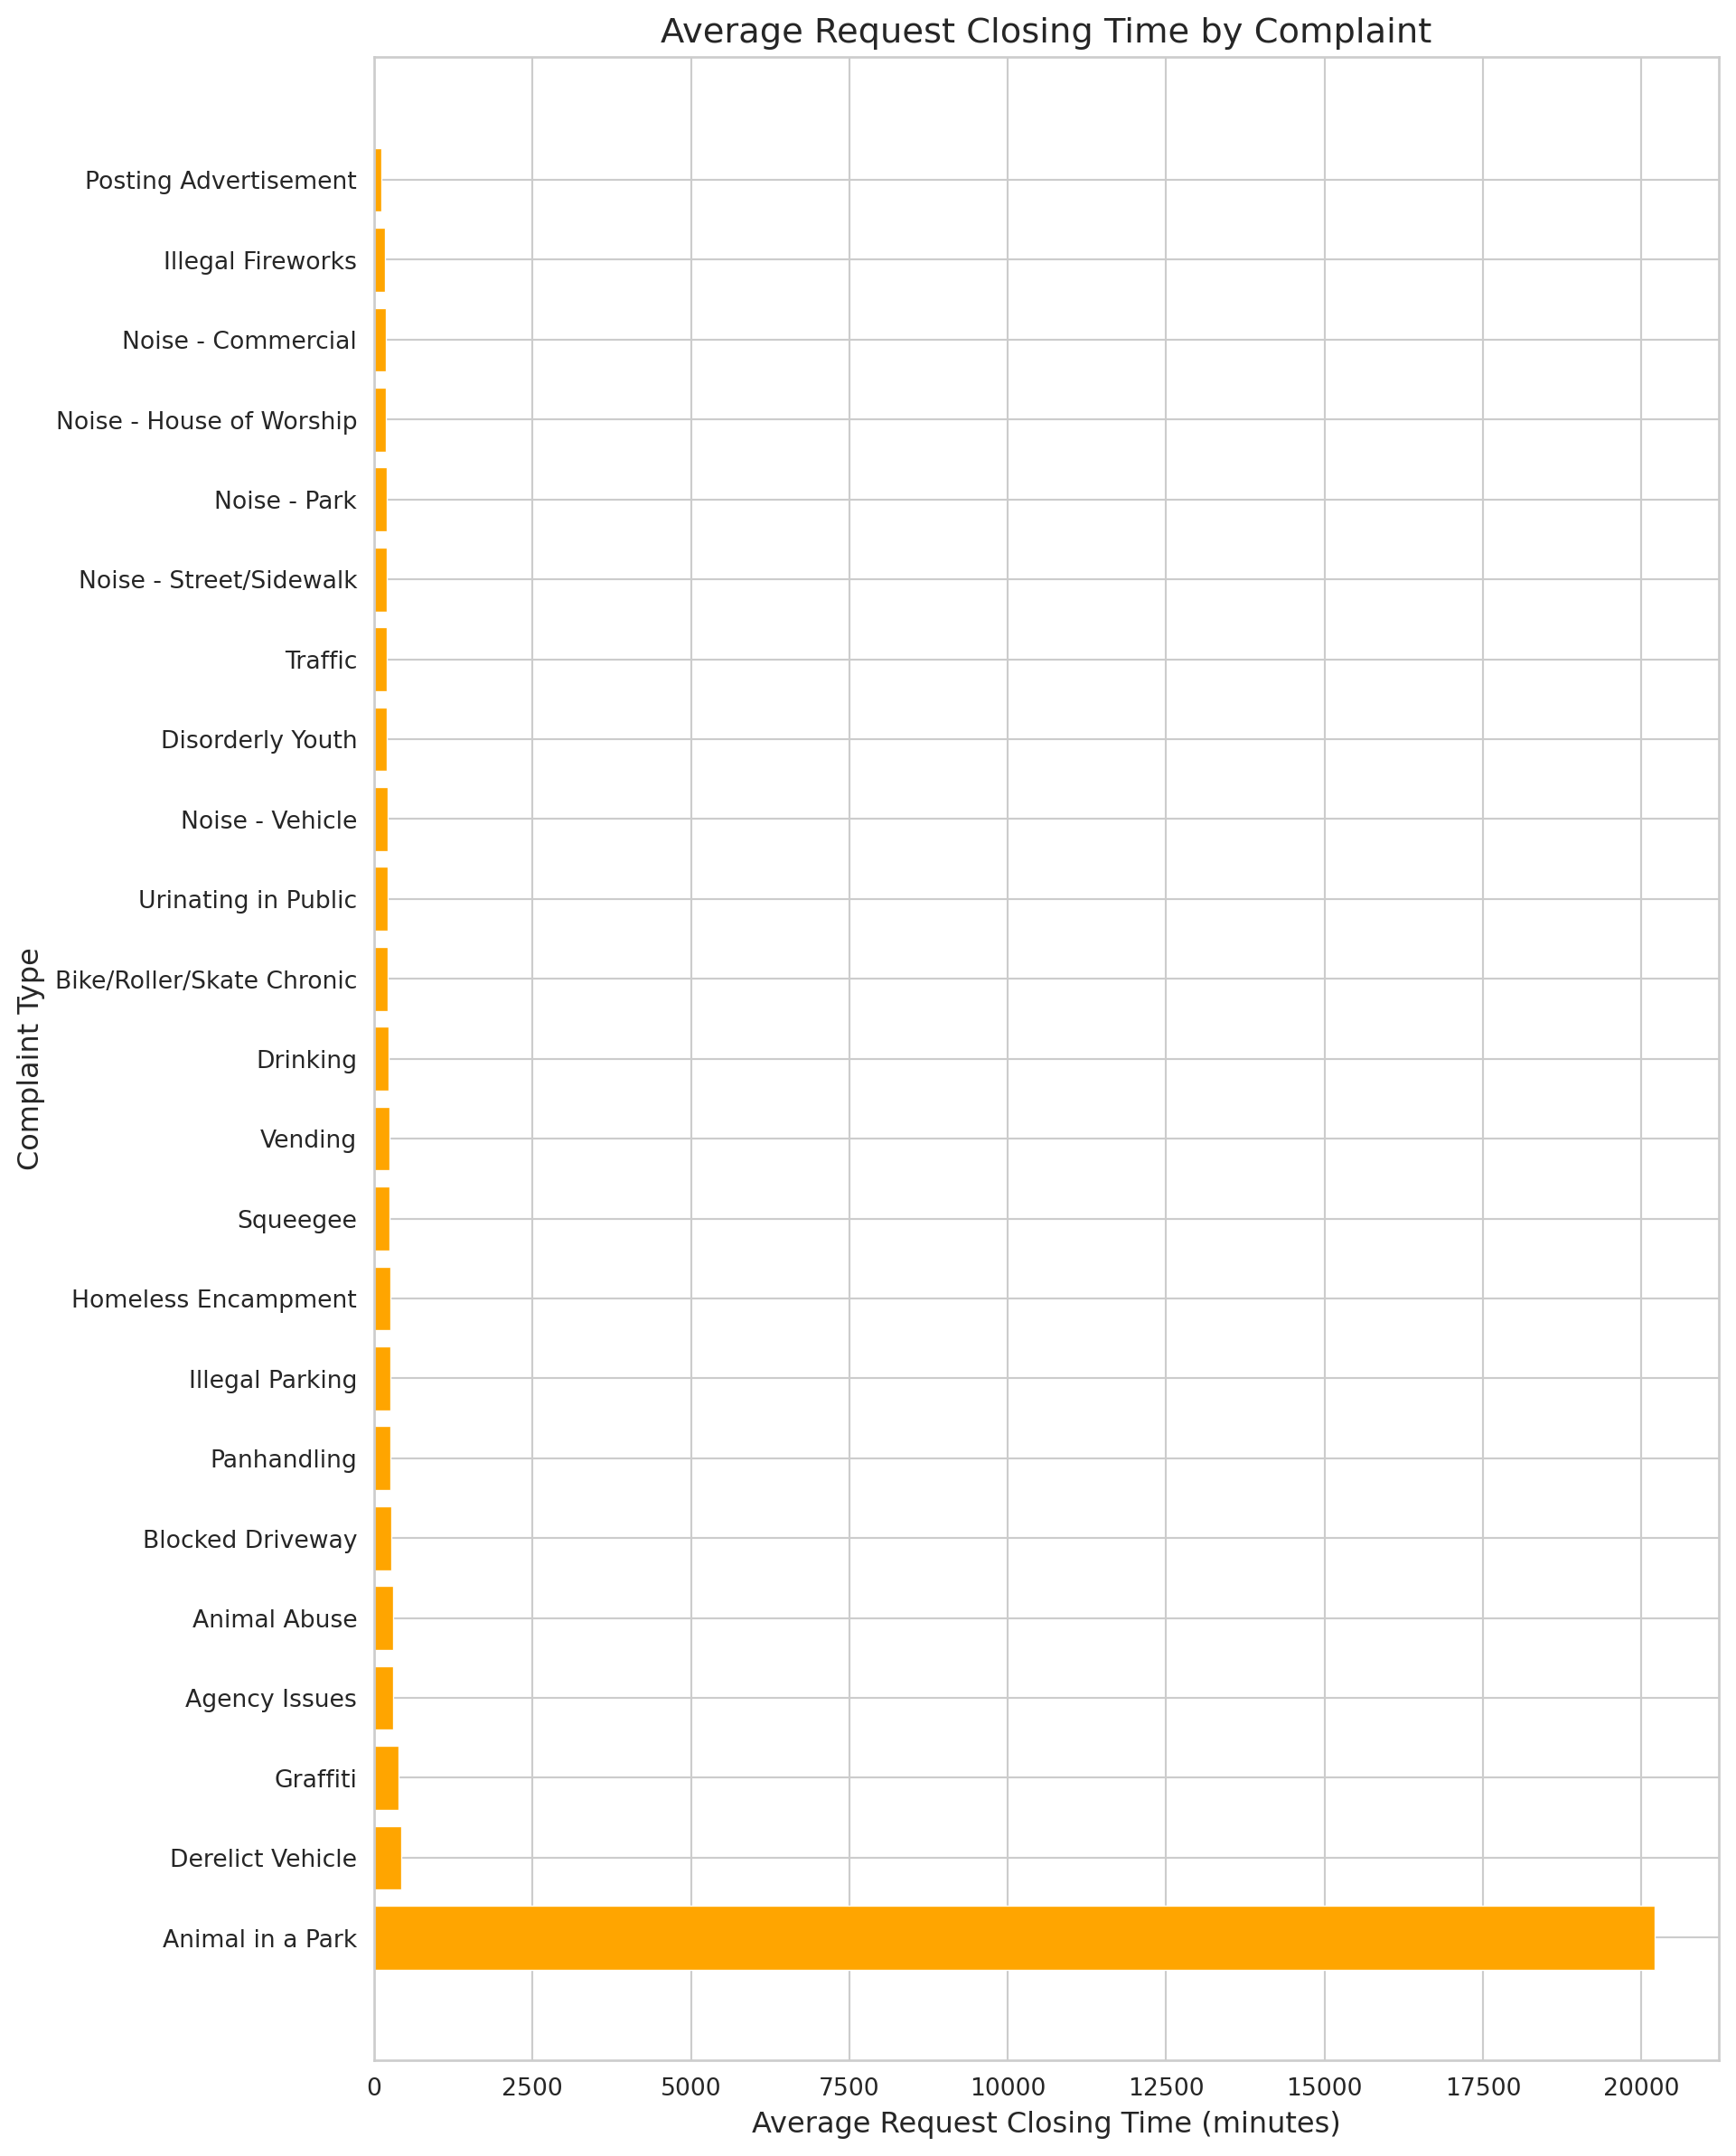 Average Request Closing Time by Complaint
Posting Advertisement
Illegal Fireworks
Noise - Commercial
Noise - House of Worship
Noise - Park
Noise - Street/Sidewalk
Traffic
Disorderly Youth
Noise - Vehicle
Urinating in Public
Bike/Roller/Skate Chronic
Drinking
Vending
Squeegee
Homeless Encampment
Illegal Parking
Panhandling
Blocked Driveway
Animal Abuse
Agency Issues
Graffiti
Derelict Vehicle
Animal in a Park
Complaint Type
0 2500 5000 7500 10000 12500 15000 17500 20000
Average Request Closing Time (minutes)